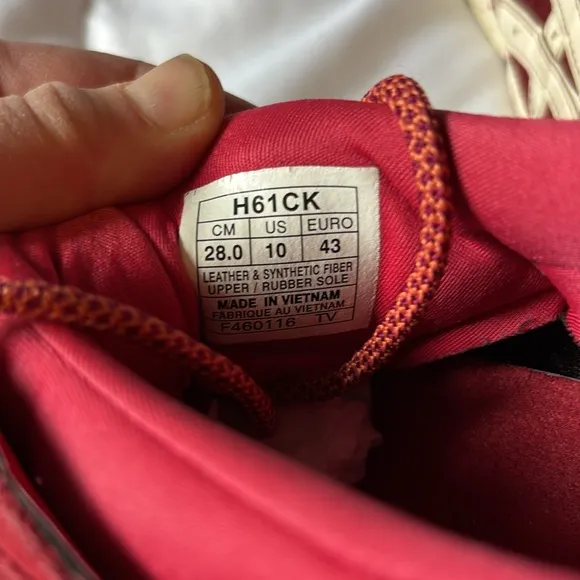 H61CK
CM US EURO
28.0 10 43
LEATHER & SYNTHETIC FIBER
UPPER / RUBBER SOLE
MADE IN VIETNAM
FABRIQUE AU VIETNAM
F460116 TV